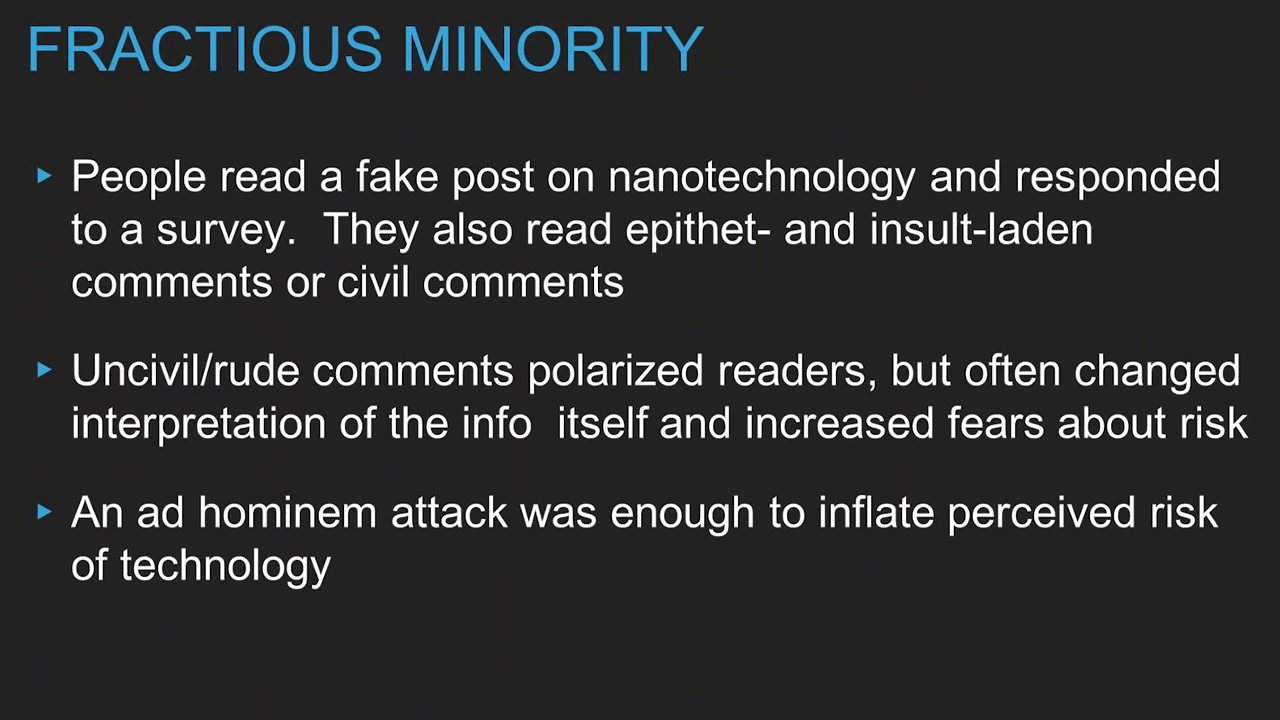 FRACTIOUS MINORITY
People read a fake post on nanotechnology and responded
to a survey.  They also read epithet- and insult-laden
comments or civil comments
Uncivil/rude comments polarized readers, but often changed
interpretation of the info  itself and increased fears about risk
An ad hominem attack was enough to inflate perceived risk
of technology